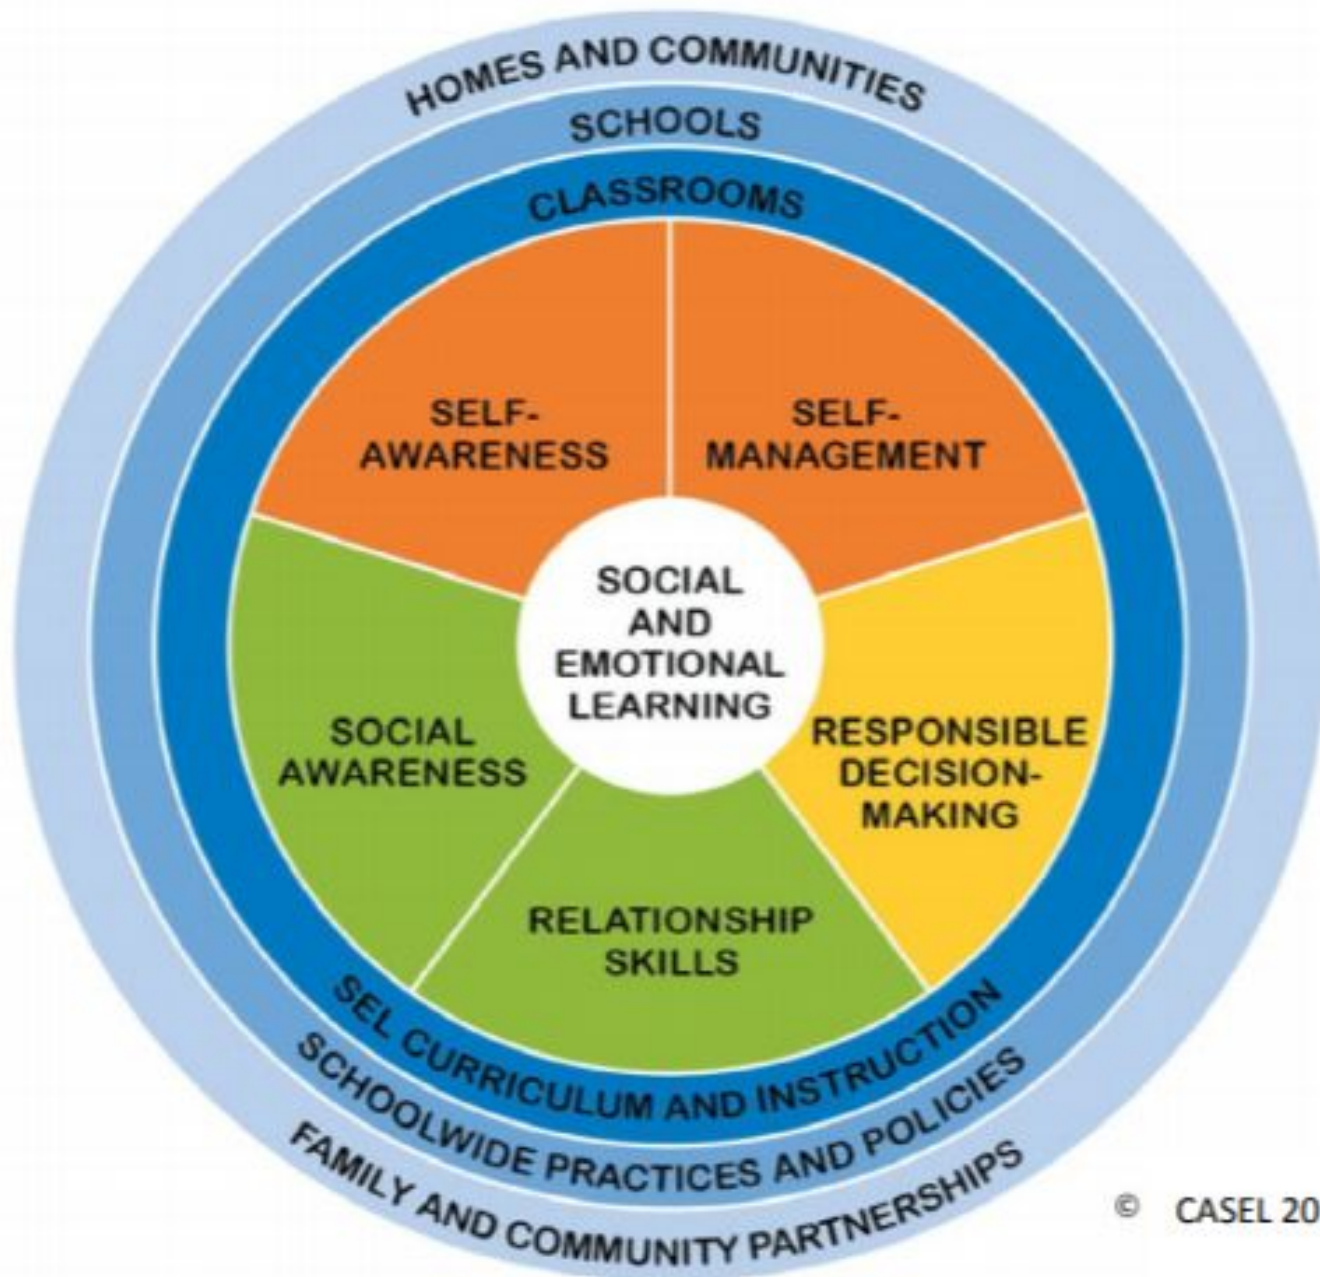 HOMES AND COMMUNITIES
SCHOOLS
CLASSROOMS
SELF-
AWARENESS
SELF-
MANAGEMENT
SOCIAL
AND
EMOTIONAL
LEARNING
SOCIAL
AWARENESS
RESPONSIBLE
DECISION-
MAKING
RELATIONSHIP
SKILLS
SEL CURRICULUM AND INSTRUCTION
SCHOOLWIDE PRACTICES AND POLICIES
FAMILY AND COMMUNITY PARTNERSHIPS
© CASEL 20